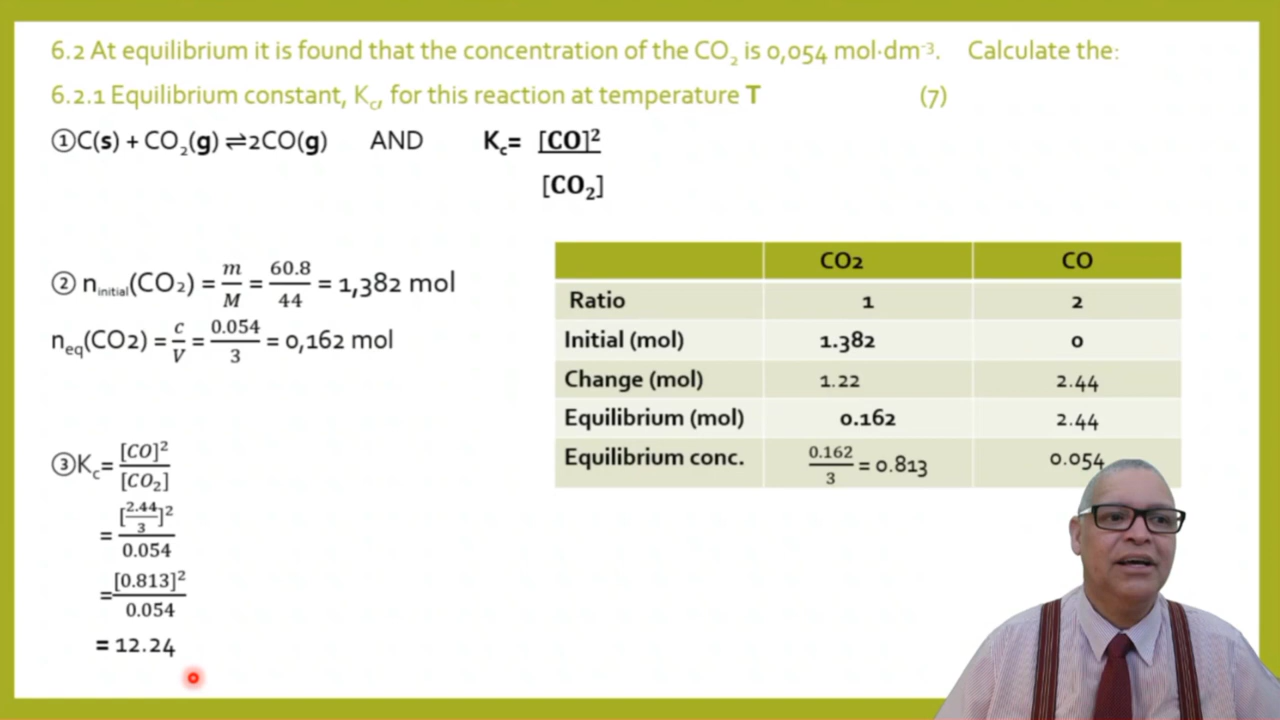 6.2 At equilibrium it is found that the concentration of the CO₂ is 0,054 mol·dm⁻³. Calculate the:
6.2.1 Equilibrium constant, K꜀, for this reaction at temperature T (7)
①C(s) + CO₂(g) ⇌2CO(g) AND K꜀= [CO]²/[CO₂]
② n_initial(CO2) = m/M = 60.8/44 = 1,382 mol
n_eq(CO2) = c/V = 0.054/3 = 0,162 mol
③K꜀= [CO]²/[CO₂]
= [2.44/3]²/0.054
= [0.813]²/0.054
= 12.24
CO2 CO
Ratio 1 2
Initial (mol) 1.382 0
Change (mol) 1.22 2.44
Equilibrium (mol) 0.162 2.44
Equilibrium conc. 0.162/3 = 0.813 0.054